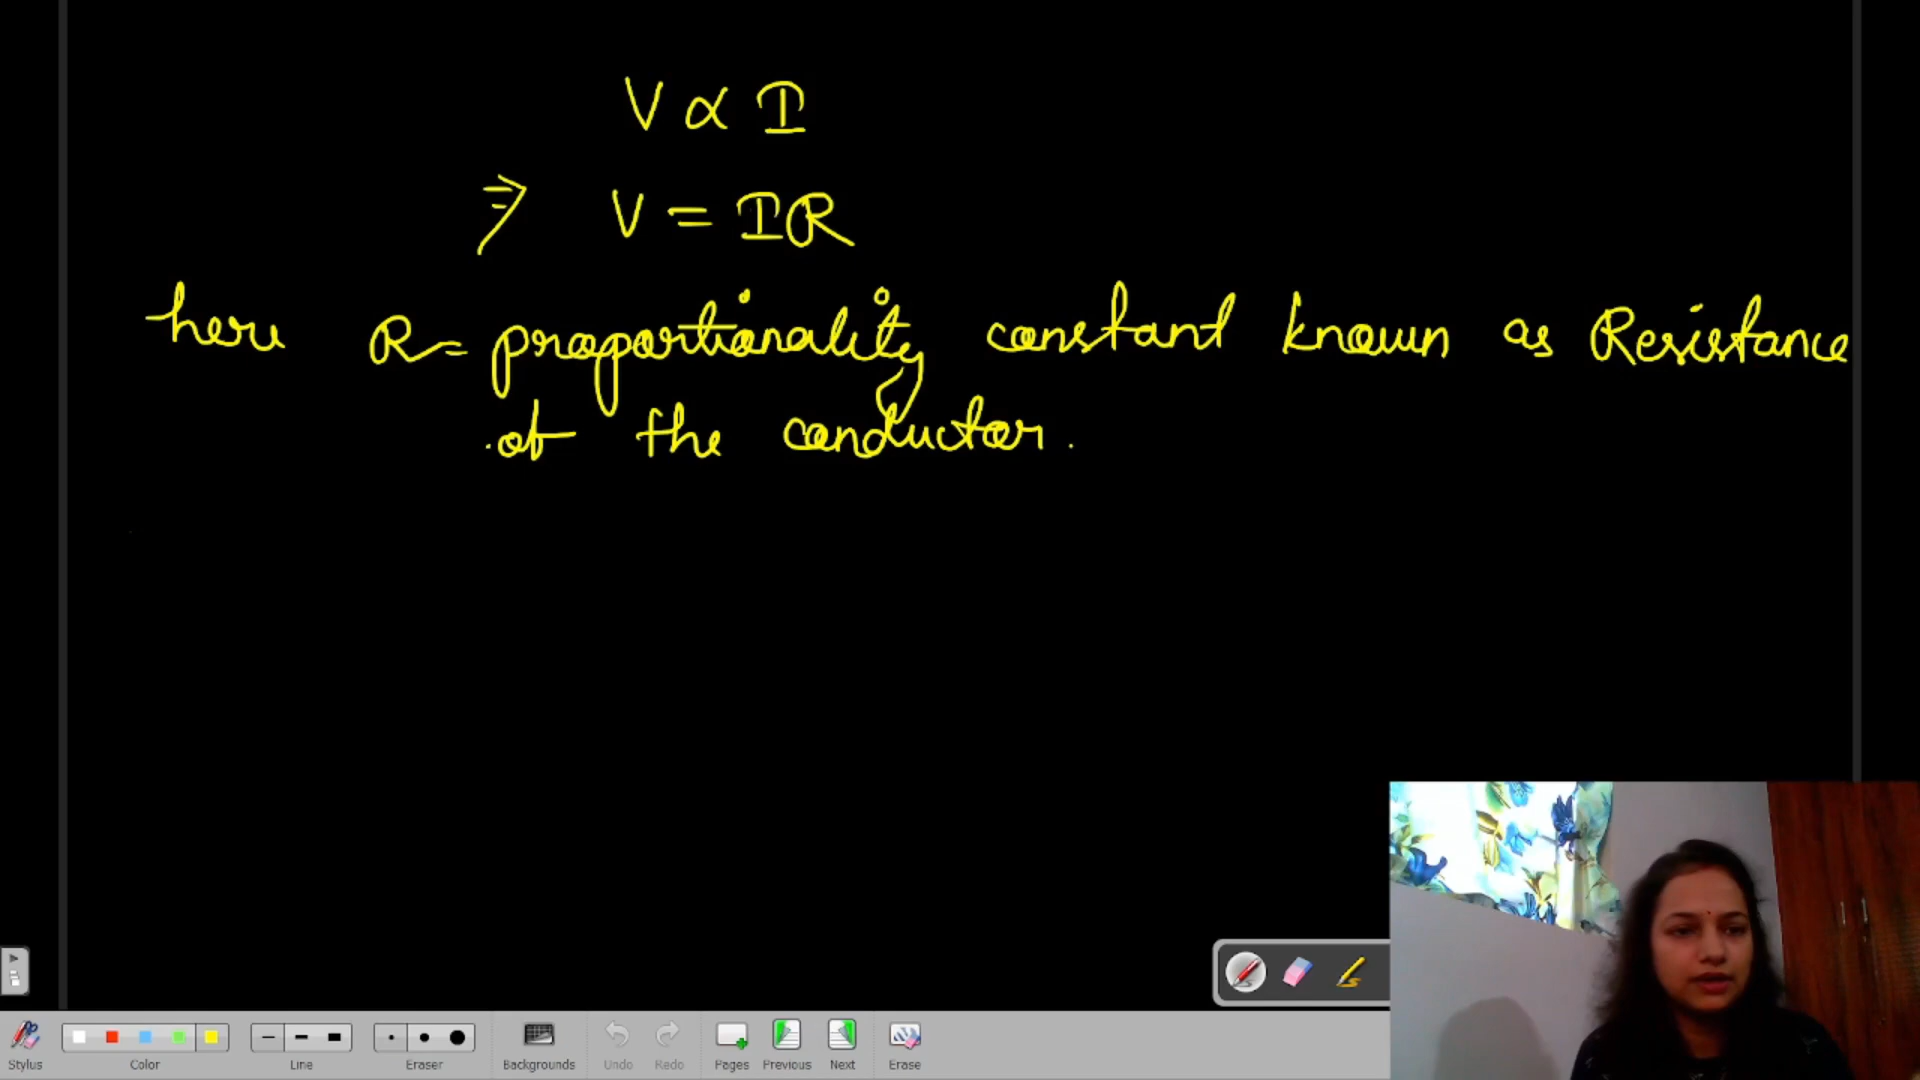 V ∝ I
⇒ V = IR
here R = proportionality constant known as Resistance
of the conductor.
Stylus Color Line Eraser Backgrounds Undo Redo Pages Previous Next Erase